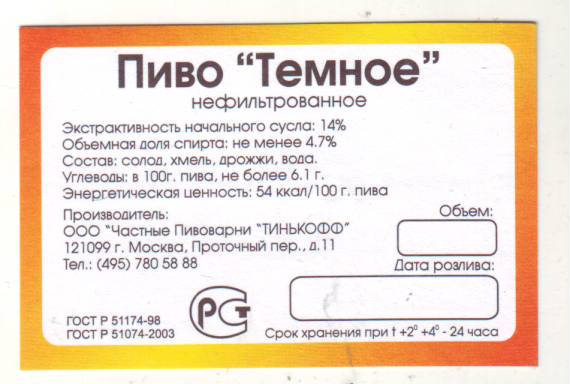 Пиво “Темное”
нефильтрованное
Экстрактивность начального сусла: 14%
Объемная доля спирта: не менее 4.7%
Состав: солод, хмель, дрожжи, вода.
Углеводы: в 100г. пива, не более 6.1 г.
Энергетическая ценность: 54 ккал/100 г. пива
Производитель:
ООО “Частные Пивоварни “ТИНЬКОФФ”
121099 г. Москва, Проточный пер., д.11
Тел.: (495) 780 58 88
Объем:
Дата розлива:
ГОСТ Р 51174-98
ГОСТ Р 51074-2003
РСТ
Срок хранения при t +2⁰ +4⁰ - 24 часа